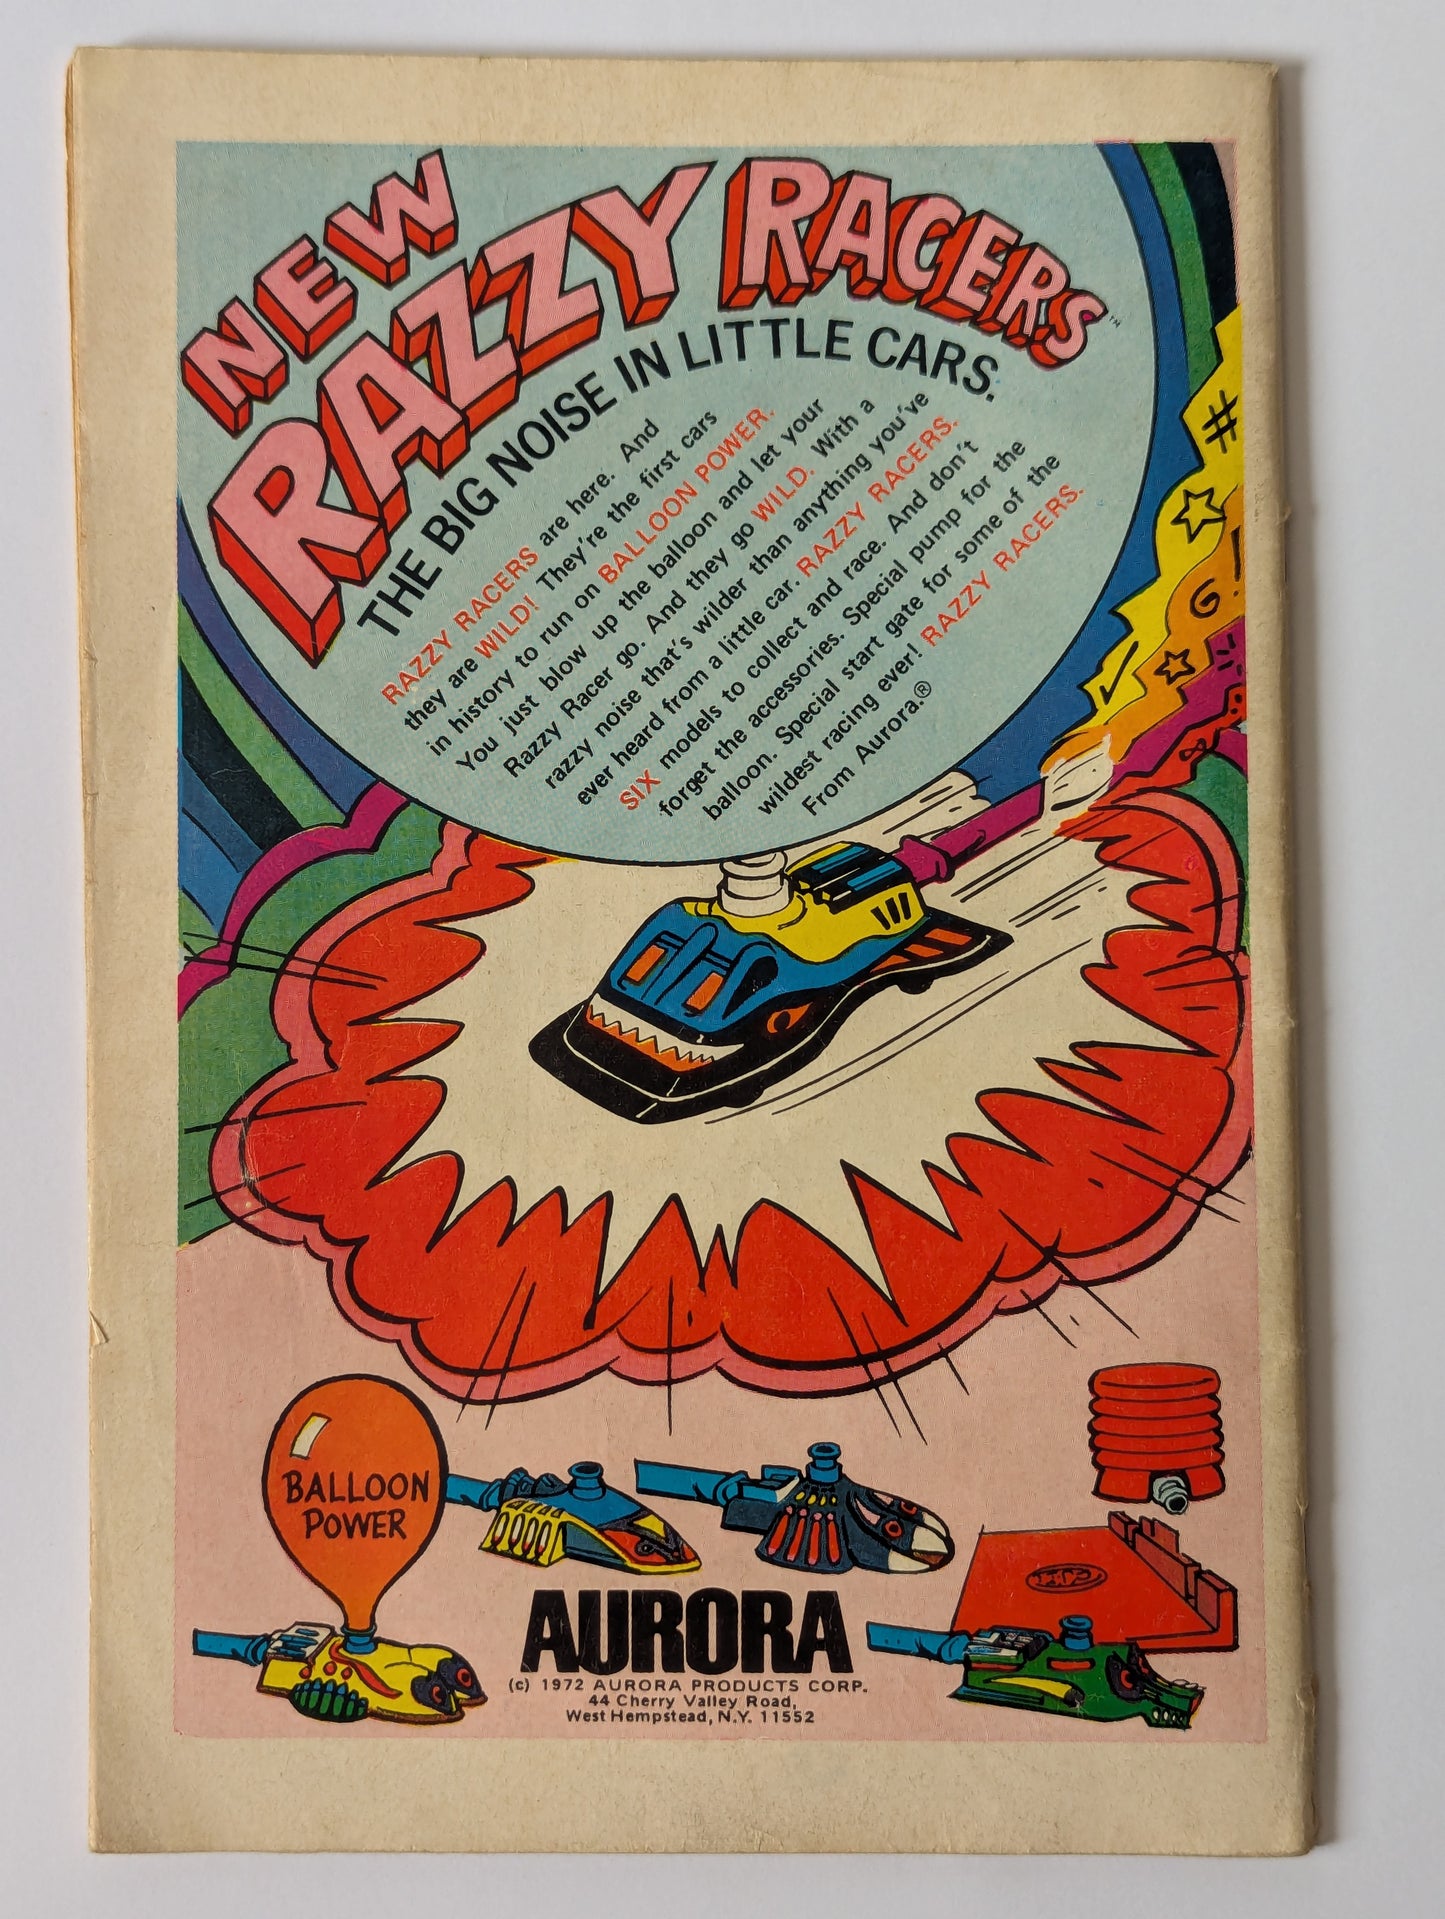 NEW
RAZZY RACERS™
THE BIG NOISE IN LITTLE CARS.
RAZZY RACERS are here. And
they are WILD! They're the first cars
in history to run on BALLOON POWER.
You just blow up the balloon and let your
Razzy Racer go. And they go WILD. With a
razzy noise that's wilder than anything you've
ever heard from a little car. RAZZY RACERS.
SIX models to collect and race. And don't
forget the accessories. Special pump for the
balloon. Special start gate for some of the
wildest racing ever! RAZZY RACERS.
From Aurora.®
#
!
BALLOON
POWER
AURORA
(c) 1972 AURORA PRODUCTS CORP.
44 Cherry Valley Road,
West Hempstead, N.Y. 11552